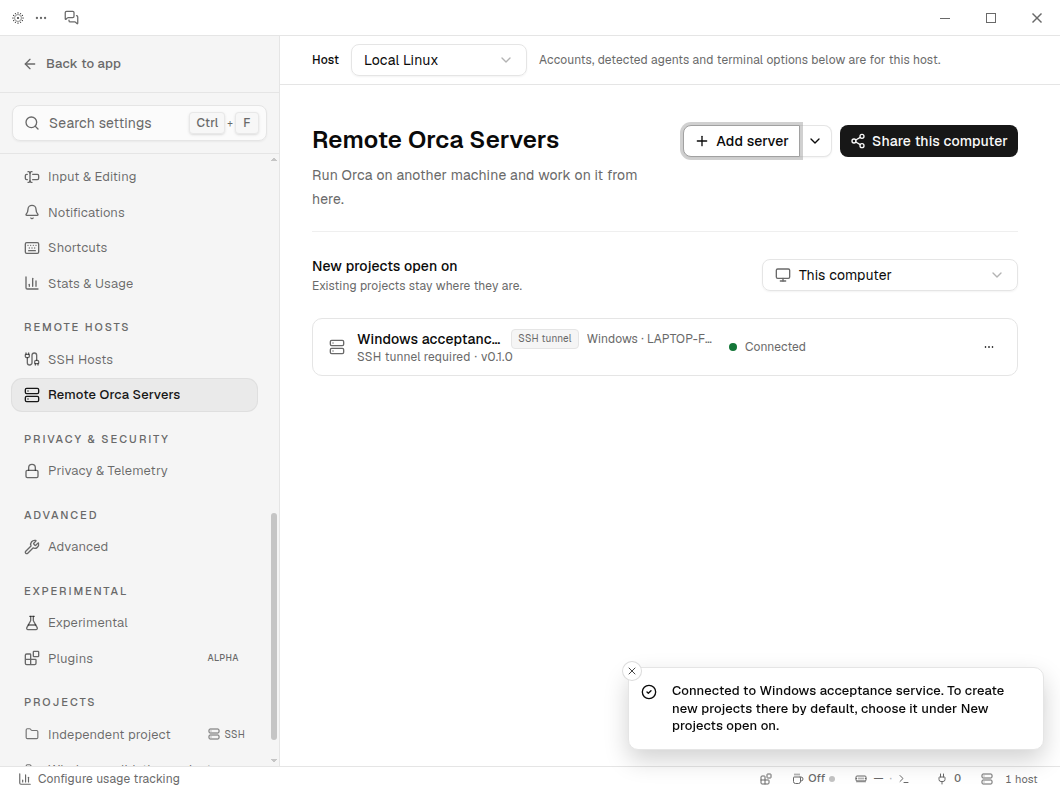 Back to app
Host
Local Linux
Accounts, detected agents and terminal options below are for this host.
Search settings
Ctrl + F
Input & Editing
Notifications
Shortcuts
Stats & Usage
REMOTE HOSTS
SSH Hosts
Remote Orca Servers
PRIVACY & SECURITY
Privacy & Telemetry
ADVANCED
Advanced
EXPERIMENTAL
Experimental
Plugins
ALPHA
PROJECTS
Independent project
SSH
Remote Orca Servers
Add server
Share this computer
Run Orca on another machine and work on it from
here.
New projects open on
Existing projects stay where they are.
This computer
Windows acceptanc...
SSH tunnel
Windows · LAPTOP-F...
SSH tunnel required · v0.1.0
Connected
Connected to Windows acceptance service. To create
new projects there by default, choose it under New
projects open on.
Configure usage tracking
Off
0
1 host